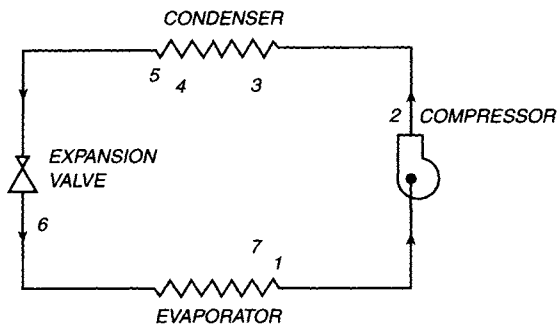 CONDENSER
5 4 3
2 COMPRESSOR
EXPANSION
VALVE
6
7
1
EVAPORATOR